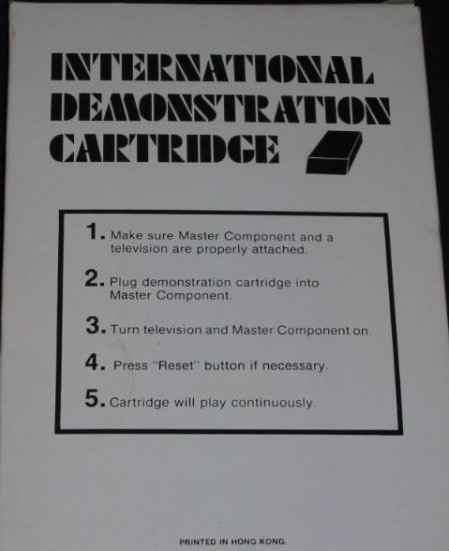 INTERNATIONAL
DEMONSTRATION
CARTRIDGE
1. Make sure Master Component and a
television are properly attached.
2. Plug demonstration cartridge into
Master Component.
3. Turn television and Master Component on.
4. Press "Reset" button if necessary.
5. Cartridge will play continuously.
PRINTED IN HONG KONG.